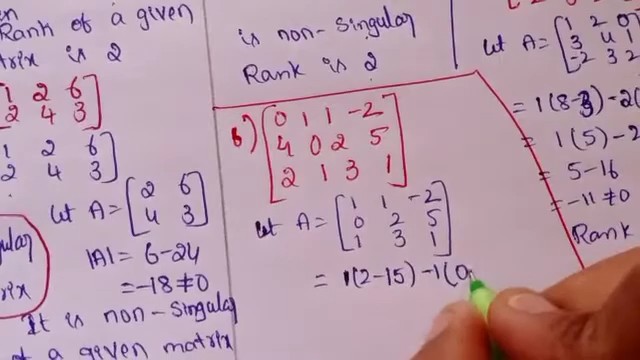 Rank of a given
trix is 2
1 2 6
2 4 3
1 2 6
2 4 3
let A = [2 6
4 3]
|A| = 6-24
= -18 ≠ 0
It is non-Singular
of a given matrix
is non-singular
Rank is 2
6) [0 1 1 -2
4 0 2 5
2 1 3 1]
let A = [1 1 -2
0 2 5
1 3 1]
= 1(2-15) -1(0
let A = [1 2 0
3 4 1
-2 3 2
= 1(8-3) -2(
= 1(5) -2
= 5-16
= -11 ≠ 0
Rank